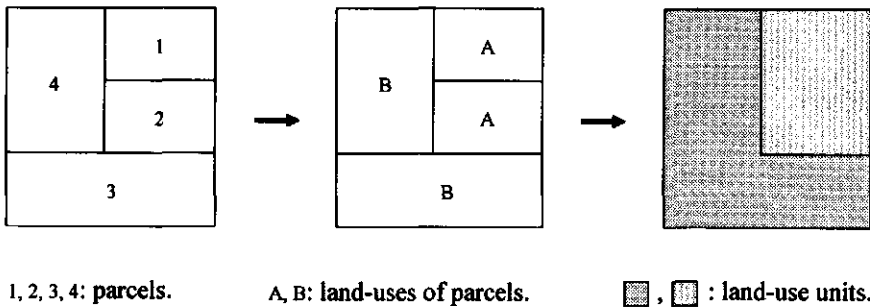 1
4
2
3
B
A
A
B
1, 2, 3, 4: parcels.
A, B: land-uses of parcels.
, : land-use units.